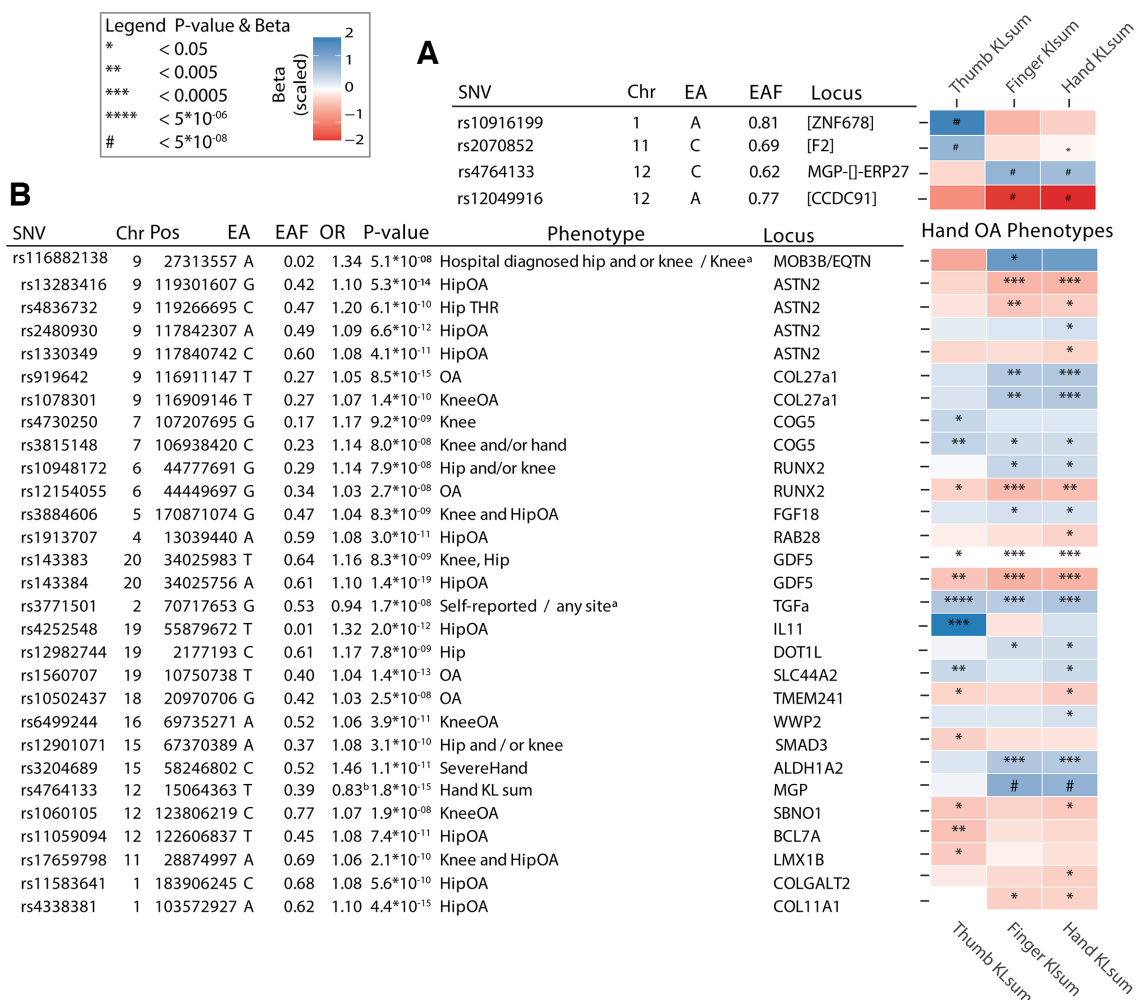 Legend P-value & Beta
* < 0.05
** < 0.005
*** < 0.0005
**** < 5*10-06
# < 5*10-08
Beta (scaled)
2
1
0
−1
−2
A
Thumb KLsum Finger Klsum Hand KLsum
SNV Chr EA EAF Locus
rs10916199 1 A 0.81 [ZNF678] #
rs2070852 11 C 0.69 [F2] # *
rs4764133 12 C 0.62 MGP-[]-ERP27 # #
rs12049916 12 A 0.77 [CCDC91] # #
B
SNV Chr Pos EA EAF OR P-value Phenotype Locus Hand OA Phenotypes
rs116882138 9 27313557 A 0.02 1.34 5.1*10-08 Hospital diagnosed hip and or knee / Kneea MOB3B/EQTN *
rs13283416 9 119301607 G 0.42 1.10 5.3*10-14 HipOA ASTN2 *** ***
rs4836732 9 119266695 C 0.47 1.20 6.1*10-10 Hip THR ASTN2 ** *
rs2480930 9 117842307 A 0.49 1.09 6.6*10-12 HipOA ASTN2 *
rs1330349 9 117840742 C 0.60 1.08 4.1*10-11 HipOA ASTN2 *
rs919642 9 116911147 T 0.27 1.05 8.5*10-15 OA COL27a1 ** ***
rs1078301 9 116909146 T 0.27 1.07 1.4*10-10 KneeOA COL27a1 ** ***
rs4730250 7 107207695 G 0.17 1.17 9.2*10-09 Knee COG5 *
rs3815148 7 106938420 C 0.23 1.14 8.0*10-08 Knee and/or hand COG5 ** * *
rs10948172 6 44777691 G 0.29 1.14 7.9*10-08 Hip and/or knee RUNX2 * *
rs12154055 6 44449697 G 0.34 1.03 2.7*10-08 OA RUNX2 * *** **
rs3884606 5 170871074 G 0.47 1.04 8.3*10-09 Knee and HipOA FGF18 * *
rs1913707 4 13039440 A 0.59 1.08 3.0*10-11 HipOA RAB28 *
rs143383 20 34025983 T 0.64 1.16 8.3*10-09 Knee, Hip GDF5 * *** ***
rs143384 20 34025756 A 0.61 1.10 1.4*10-19 HipOA GDF5 ** *** ***
rs3771501 2 70717653 G 0.53 0.94 1.7*10-08 Self-reported / any sitea TGFa **** *** ***
rs4252548 19 55879672 T 0.01 1.32 2.0*10-12 HipOA IL11 ***
rs12982744 19 2177193 C 0.61 1.17 7.8*10-09 Hip DOT1L * *
rs1560707 19 10750738 T 0.40 1.04 1.4*10-13 OA SLC44A2 ** *
rs10502437 18 20970706 G 0.42 1.03 2.5*10-08 OA TMEM241 * *
rs6499244 16 69735271 A 0.52 1.06 3.9*10-11 KneeOA WWP2 *
rs12901071 15 67370389 A 0.37 1.08 3.1*10-10 Hip and / or knee SMAD3 *
rs3204689 15 58246802 C 0.52 1.46 1.1*10-11 SevereHand ALDH1A2 *** ***
rs4764133 12 15064363 T 0.39 0.83b 1.8*10-15 Hand KL sum MGP # #
rs1060105 12 123806219 C 0.77 1.07 1.9*10-08 KneeOA SBNO1 * *
rs11059094 12 122606837 T 0.45 1.08 7.4*10-11 HipOA BCL7A **
rs17659798 11 28874997 A 0.69 1.06 2.1*10-10 Knee and HipOA LMX1B *
rs11583641 1 183906245 C 0.68 1.08 5.6*10-10 HipOA COLGALT2 *
rs4338381 1 103572927 A 0.62 1.10 4.4*10-15 HipOA COL11A1 * *
Thumb KLsum Finger Klsum Hand KLsum